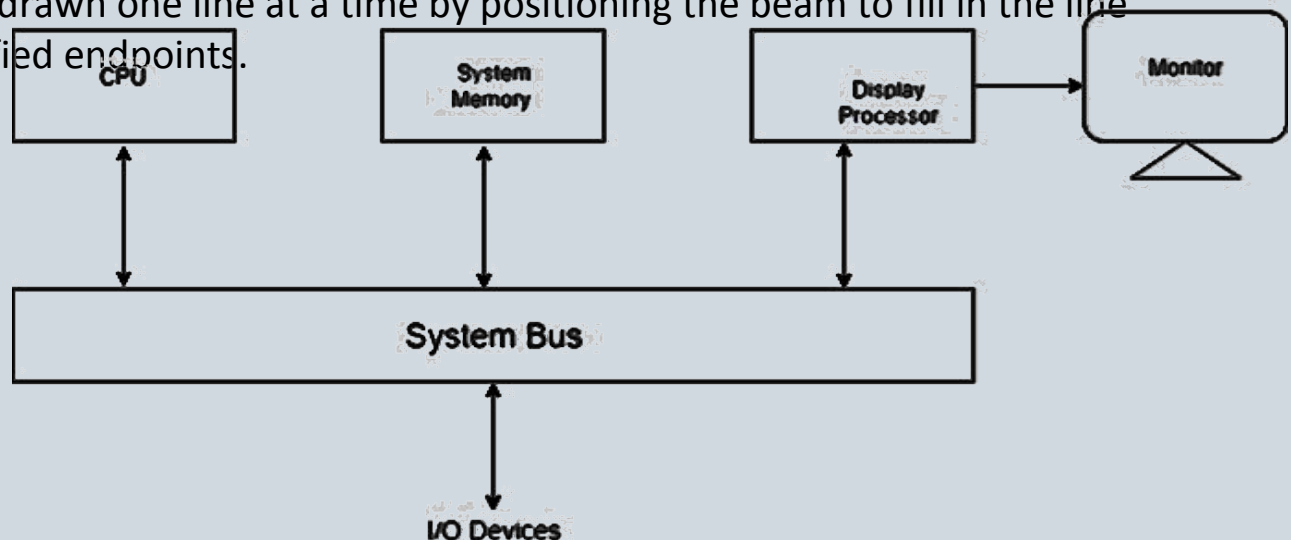 drawn one line at a time by positioning the beam to fill in the line
ied endpoints.
CPU
System
Memory
Display
Processor
Monitor
System Bus
I/O Devices